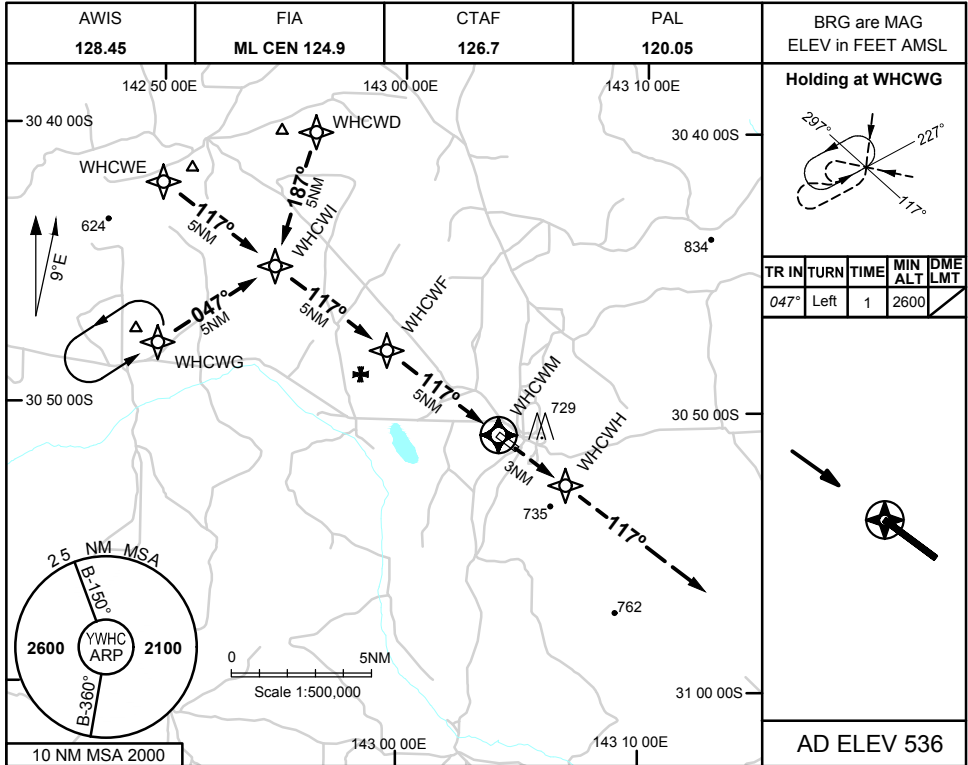 AWIS
128.45
FIA
ML CEN 124.9
CTAF
126.7
PAL
120.05
BRG are MAG
ELEV in FEET AMSL
142 50 00E
143 00 00E
143 10 00E
30 40 00S
30 40 00S
WHCWD
WHCWE
187°
5NM
117°
5NM
WHCWI
624
834
9°E
047°
5NM
117°
5NM
WHCWF
WHCWG
117°
5NM
WHCWM
30 50 00S
30 50 00S
729
WHCWH
3NM
735
117°
762
2.5 NM MSA
B-150°
2600
YWHC
ARP
2100
B-360°
0
5NM
Scale 1:500,000
31 00 00S
143 00 00E
143 10 00E
10 NM MSA 2000
Holding at WHCWG
297°
227°
117°
TR IN
TURN
TIME
MIN
ALT
DME
LMT
047°
Left
1
2600
AD ELEV 536